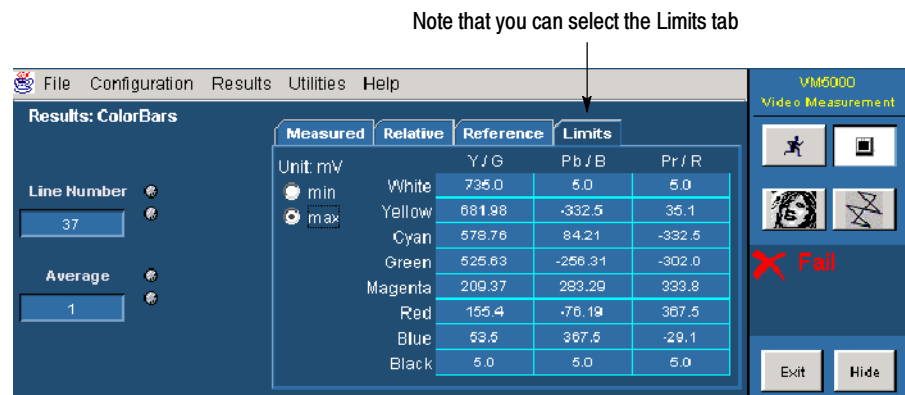 Note that you can select the Limits tab
File Configuration Results Utilities Help
VM5000
Video Measurement
Results: ColorBars
Measured Relative Reference Limits
Unit: mV
min
max
Y / G Pb / B Pr / R
White 735.0 5.0 5.0
Yellow 681.98 -332.5 35.1
Cyan 578.76 84.21 -332.5
Green 525.63 -256.31 -302.0
Magenta 209.37 283.29 333.8
Red 155.4 -76.19 367.5
Blue 53.5 367.5 -29.1
Black 5.0 5.0 5.0
Line Number
37
Average
1
Fail
Exit Hide